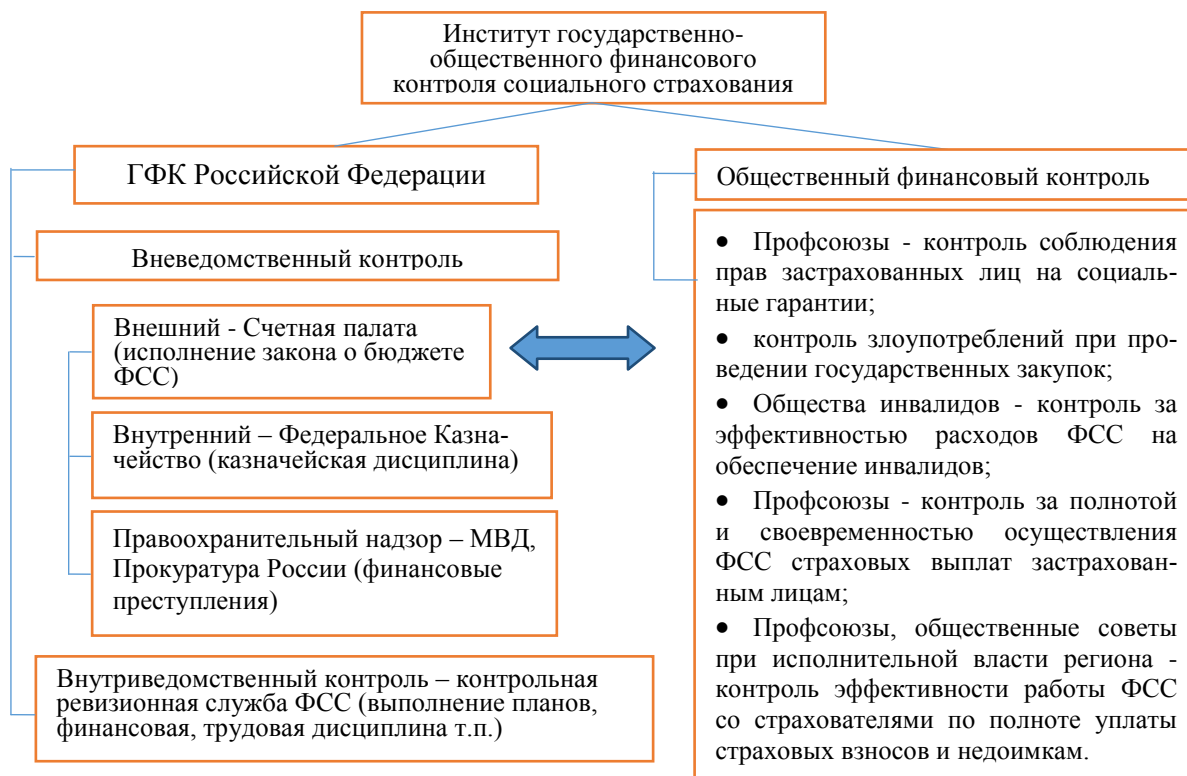 Институт государственно-
общественного финансового
контроля социального страхования
ГФК Российской Федерации
Вневедомственный контроль
Внешний - Счетная палата
(исполнение закона о бюджете
ФСС)
Внутренний – Федеральное Казна-
чейство (казначейская дисциплина)
Правоохранительный надзор – МВД,
Прокуратура России (финансовые
преступления)
Внутриведомственный контроль – контрольная
ревизионная служба ФСС (выполнение планов,
финансовая, трудовая дисциплина т.п.)
Общественный финансовый контроль
• Профсоюзы - контроль соблюдения
прав застрахованных лиц на социаль-
ные гарантии;
• контроль злоупотреблений при про-
ведении государственных закупок;
• Общества инвалидов - контроль за
эффективностью расходов ФСС на
обеспечение инвалидов;
• Профсоюзы - контроль за полнотой
и своевременностью осуществления
ФСС страховых выплат застрахован-
ным лицам;
• Профсоюзы, общественные советы
при исполнительной власти региона -
контроль эффективности работы ФСС
со страхователями по полноте уплаты
страховых взносов и недоимкам.